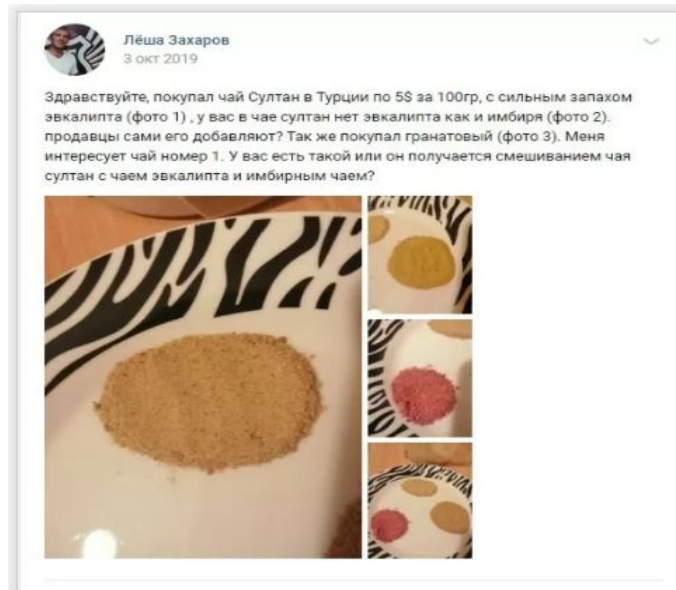 Лёша Захаров
3 окт 2019
Здравствуйте, покупал чай Султан в Турции по 5$ за 100гр, с сильным запахом
эвкалипта (фото 1) , у вас в чае султан нет эвкалипта как и имбиря (фото 2).
продавцы сами его добавляют? Так же покупал гранатовый (фото 3). Меня
интересует чай номер 1. У вас есть такой или он получается смешиванием чая
султан с чаем эвкалипта и имбирным чаем?